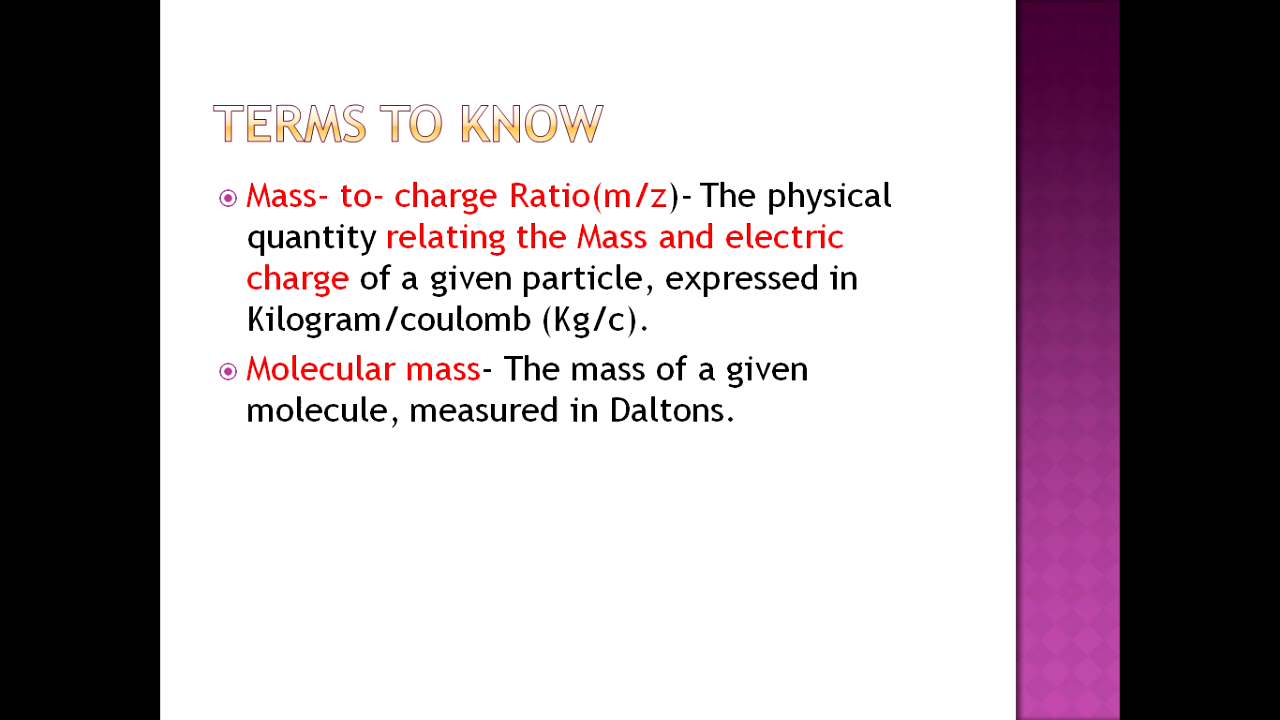 TERMS TO KNOW
Mass- to- charge Ratio(m/z)- The physical
quantity relating the Mass and electric
charge of a given particle, expressed in
Kilogram/coulomb (Kg/c).
Molecular mass- The mass of a given
molecule, measured in Daltons.